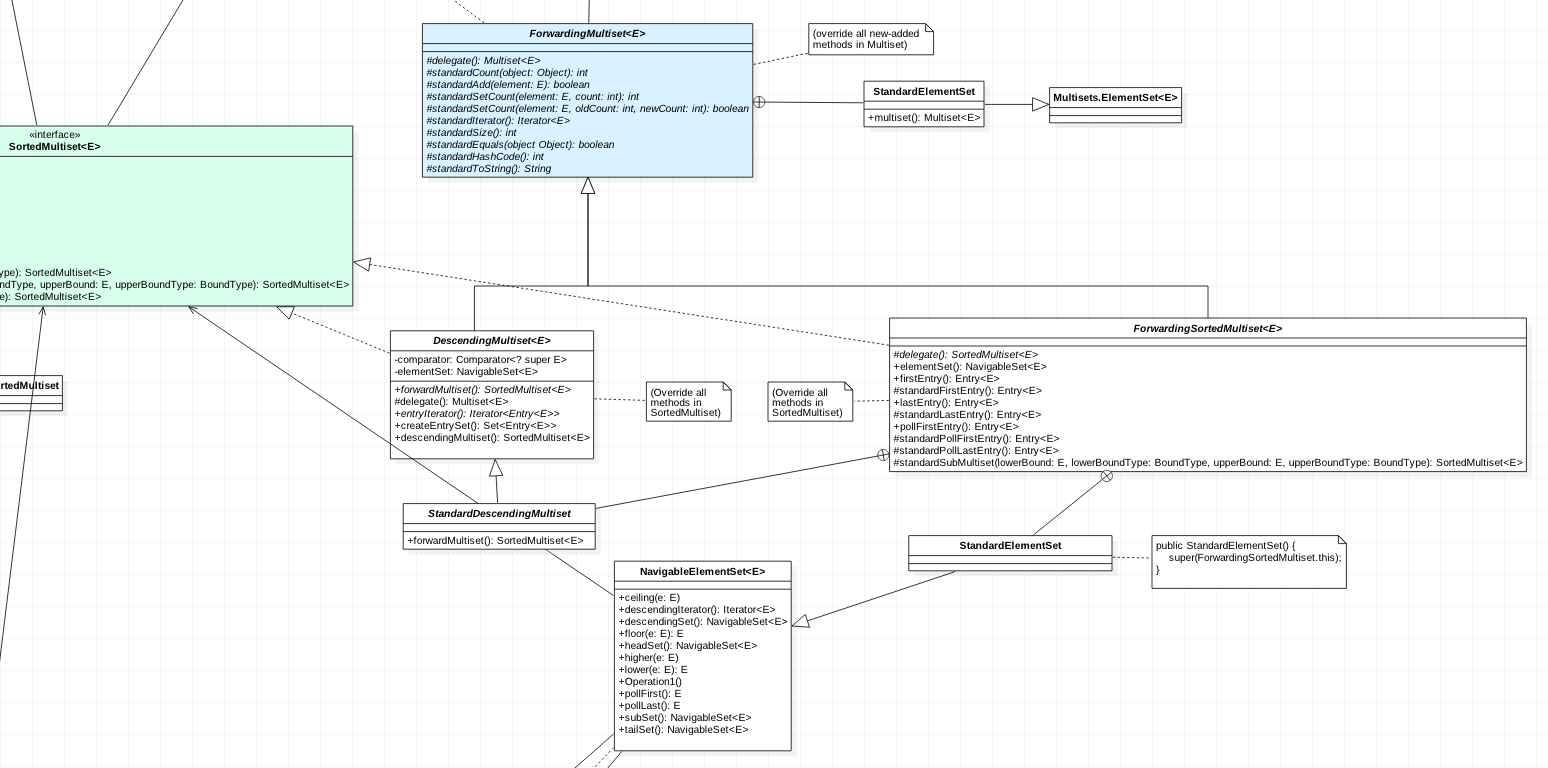 ForwardingMultiset<E>
#delegate(): Multiset<E>
#standardCount(object: Object): int
#standardAdd(element: E): boolean
#standardSetCount(element: E, count: int): int
#standardSetCount(element: E, oldCount: int, newCount: int): boolean
#standardIterator(): Iterator<E>
#standardSize(): int
#standardEquals(object Object): boolean
#standardHashCode(): int
#standardToString(): String
(override all new-added
methods in Multiset)
StandardElementSet
+multiset(): Multiset<E>
Multisets.ElementSet<E>
«interface»
SortedMultiset<E>
ype): SortedMultiset<E>
ndType, upperBound: E, upperBoundType: BoundType): SortedMultiset<E>
e): SortedMultiset<E>
rtedMultiset
DescendingMultiset<E>
-comparator: Comparator<? super E>
-elementSet: NavigableSet<E>
+forwardMultiset(): SortedMultiset<E>
#delegate(): Multiset<E>
+entryIterator(): Iterator<Entry<E>>
+createEntrySet(): Set<Entry<E>>
+descendingMultiset(): SortedMultiset<E>
(Override all
methods in
SortedMultiset)
(Override all
methods in
SortedMultiset)
ForwardingSortedMultiset<E>
#delegate(): SortedMultiset<E>
+elementSet(): NavigableSet<E>
+firstEntry(): Entry<E>
#standardFirstEntry(): Entry<E>
+lastEntry(): Entry<E>
#standardLastEntry(): Entry<E>
+pollFirstEntry(): Entry<E>
#standardPollFirstEntry(): Entry<E>
#standardPollLastEntry(): Entry<E>
#standardSubMultiset(lowerBound: E, lowerBoundType: BoundType, upperBound: E, upperBoundType: BoundType): SortedMultiset<E>
StandardDescendingMultiset
+forwardMultiset(): SortedMultiset<E>
StandardElementSet
public StandardElementSet() {
super(ForwardingSortedMultiset.this);
}
NavigableElementSet<E>
+ceiling(e: E)
+descendingIterator(): Iterator<E>
+descendingSet(): NavigableSet<E>
+floor(e: E): E
+headSet(): NavigableSet<E>
+higher(e: E)
+lower(e: E): E
+Operation1()
+pollFirst(): E
+pollLast(): E
+subSet(): NavigableSet<E>
+tailSet(): NavigableSet<E>